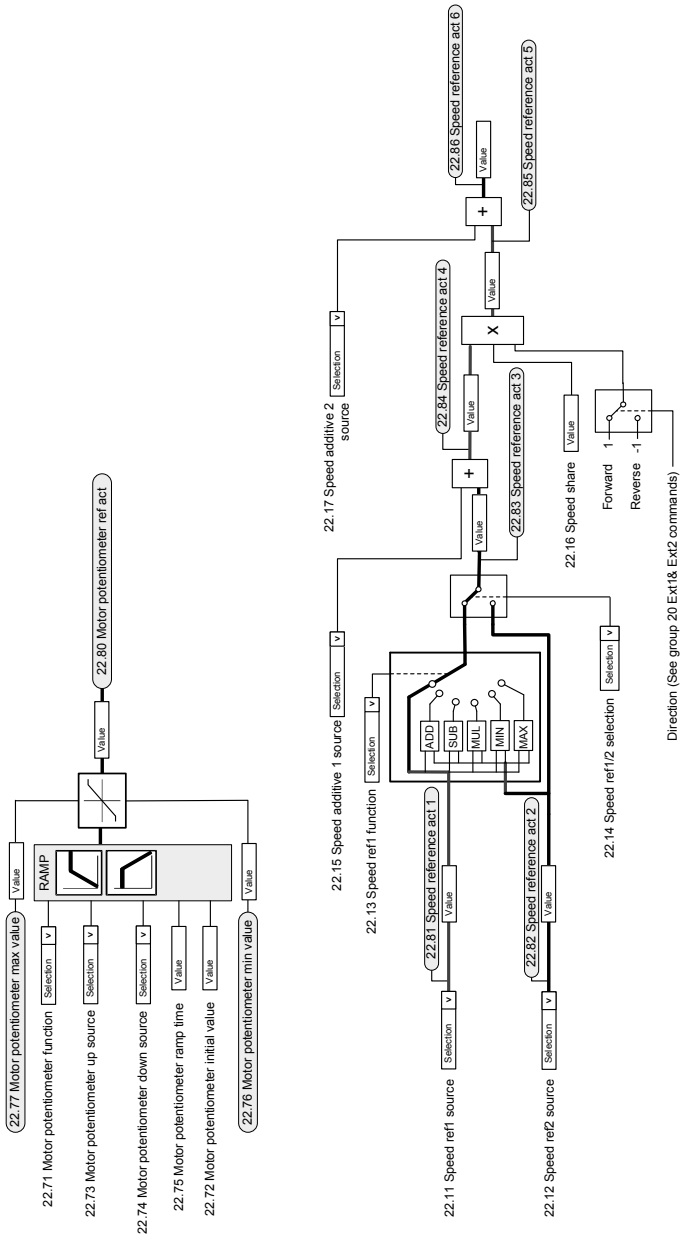 22.77 Motor potentiometer max value
Value
22.71 Motor potentiometer function
Selection v
22.73 Motor potentiometer up source
Selection v
22.74 Motor potentiometer down source
Selection v
22.75 Motor potentiometer ramp time
Value
22.72 Motor potentiometer initial value
Value
22.76 Motor potentiometer min value
Value
RAMP
Value
22.80 Motor potentiometer ref act
22.15 Speed additive 1 source
Selection v
22.13 Speed ref1 function
Selection v
22.11 Speed ref1 source
Selection v
22.81 Speed reference act 1
Value
22.12 Speed ref2 source
Selection v
22.82 Speed reference act 2
Value
ADD
SUB
MUL
MIN
MAX
22.14 Speed ref1/2 selection
Selection v
Value
22.83 Speed reference act 3
+
22.84 Speed reference act 4
Value
22.16 Speed share
Value
Forward 1
Reverse -1
Direction (See group 20 Ext1& Ext2 commands)
X
Value
22.85 Speed reference act 5
22.17 Speed additive 2
source
Selection v
+
Value
22.86 Speed reference act 6